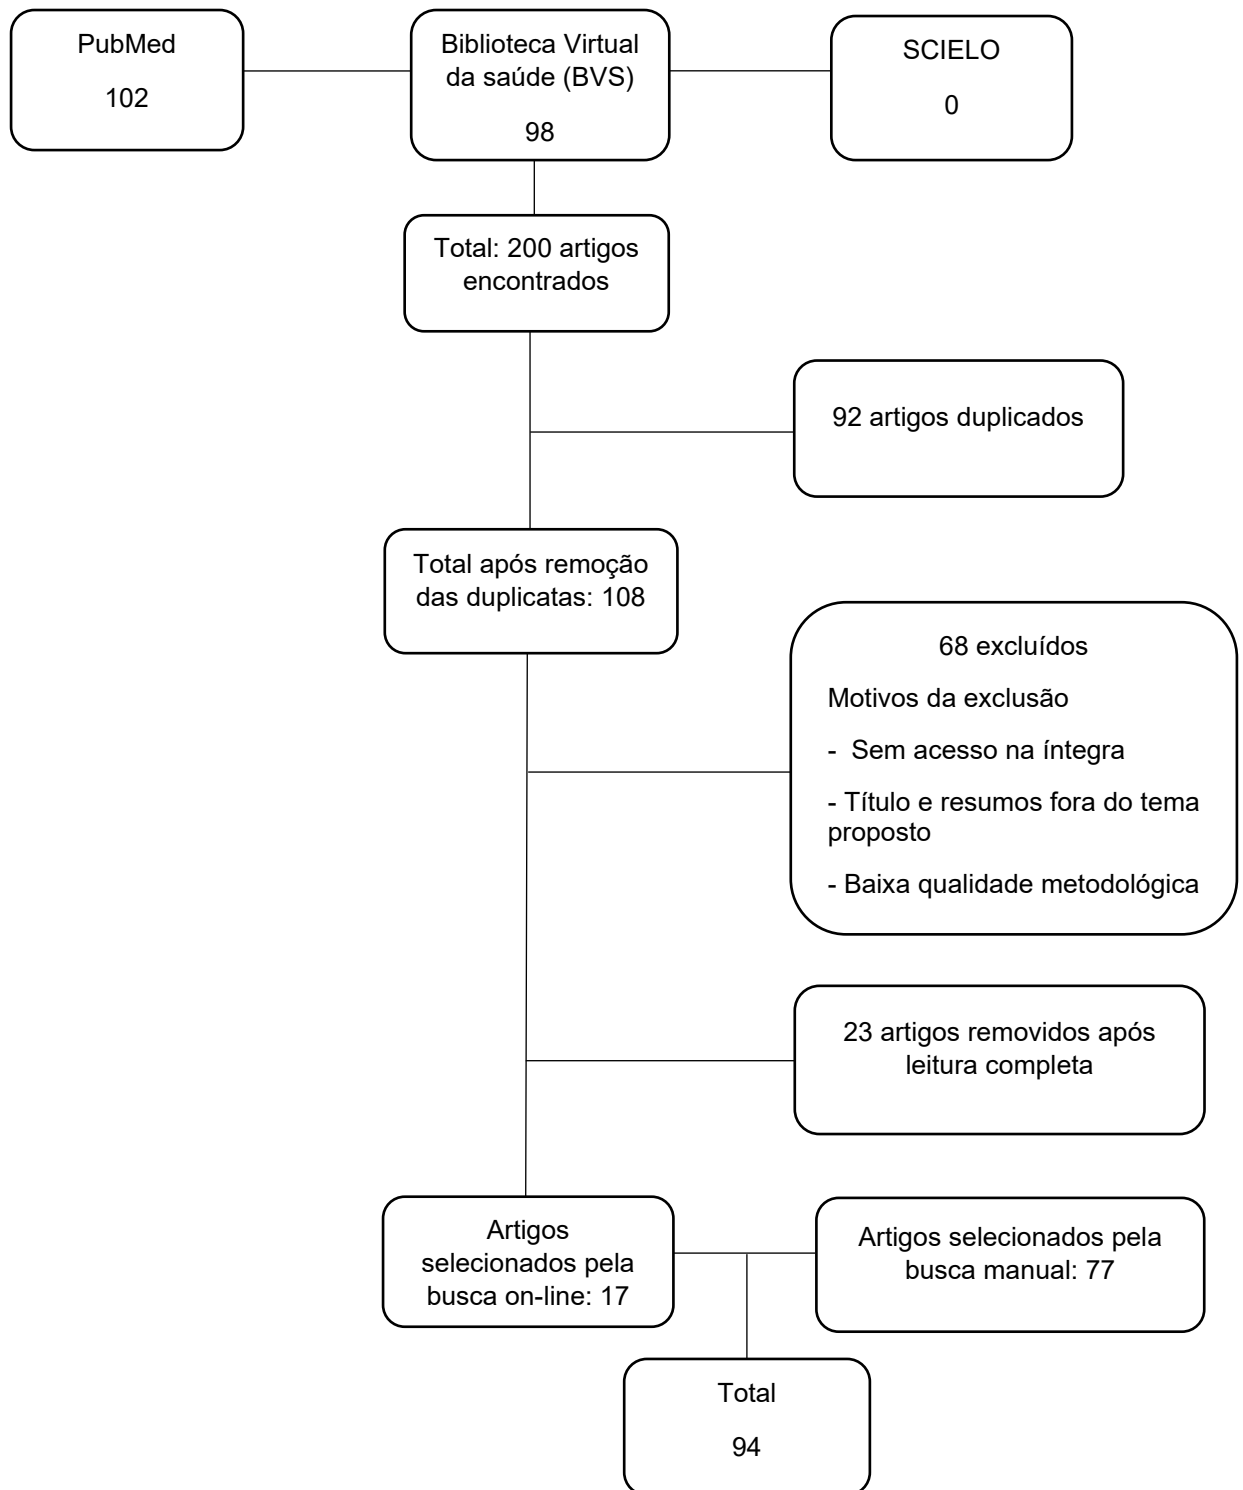 PubMed
102
Biblioteca Virtual
da saúde (BVS)
98
SCIELO
0
Total: 200 artigos
encontrados
92 artigos duplicados
Total após remoção
das duplicatas: 108
68 excluídos
Motivos da exclusão
- Sem acesso na íntegra
- Título e resumos fora do tema
proposto
- Baixa qualidade metodológica
23 artigos removidos após
leitura completa
Artigos
selecionados pela
busca on-line: 17
Artigos selecionados pela
busca manual: 77
Total
94